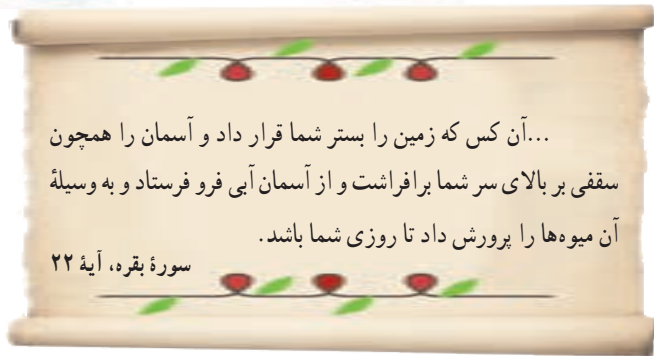 ...آن کس که زمین را بستر شما قرار داد و آسمان را همچون
سقفی بر بالای سر شما برافراشت و از آسمان آبی فرو فرستاد و به وسیلهٔ
آن میوه‌ها را پرورش داد تا روزی شما باشد.
سورهٔ بقره، آیهٔ ۲۲